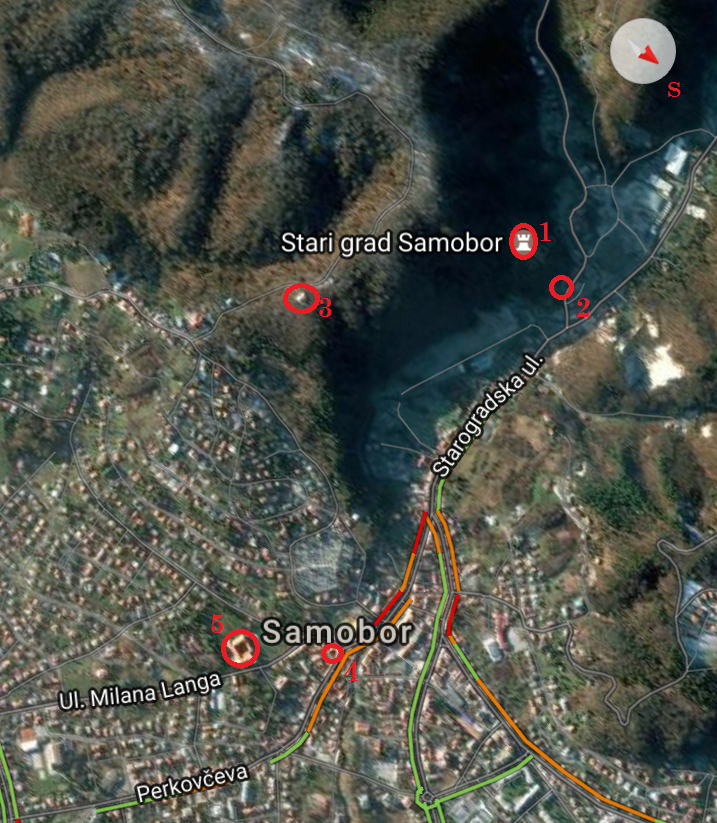 S
Stari grad Samobor
1
2
3
Starogradska ul.
5
Samobor
4
Ul. Milana Langa
Perkovčeva